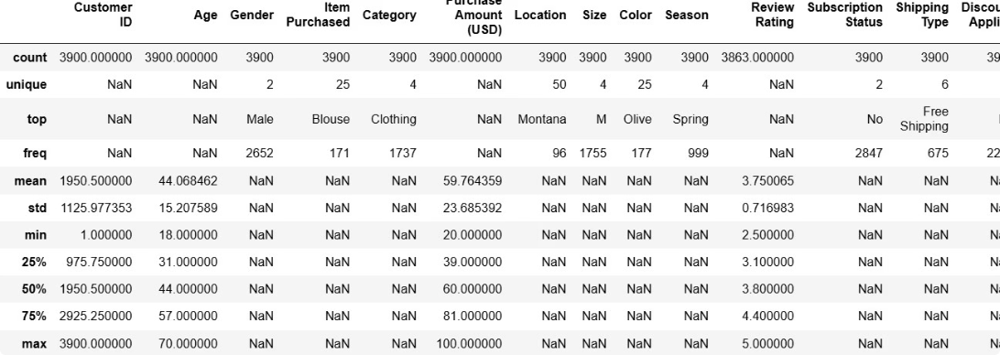 Customer ID Age Gender Item Purchased Category Purchase Amount (USD) Location Size Color Season Review Rating Subscription Status Shipping Type Discou Appli
count 3900.000000 3900.000000 3900 3900 3900 3900.000000 3900 3900 3900 3900 3863.000000 3900 3900 39
unique NaN NaN 2 25 4 NaN 50 4 25 4 NaN 2 6
top NaN NaN Male Blouse Clothing NaN Montana M Olive Spring NaN No Free Shipping
freq NaN NaN 2652 171 1737 NaN 96 1755 177 999 NaN 2847 675 22
mean 1950.500000 44.068462 NaN NaN NaN 59.764359 NaN NaN NaN NaN 3.750065 NaN NaN Na
std 1125.977353 15.207589 NaN NaN NaN 23.685392 NaN NaN NaN NaN 0.716983 NaN NaN Na
min 1.000000 18.000000 NaN NaN NaN 20.000000 NaN NaN NaN NaN 2.500000 NaN NaN Na
25% 975.750000 31.000000 NaN NaN NaN 39.000000 NaN NaN NaN NaN 3.100000 NaN NaN Na
50% 1950.500000 44.000000 NaN NaN NaN 60.000000 NaN NaN NaN NaN 3.800000 NaN NaN Na
75% 2925.250000 57.000000 NaN NaN NaN 81.000000 NaN NaN NaN NaN 4.400000 NaN NaN Na
max 3900.000000 70.000000 NaN NaN NaN 100.000000 NaN NaN NaN NaN 5.000000 NaN NaN Na